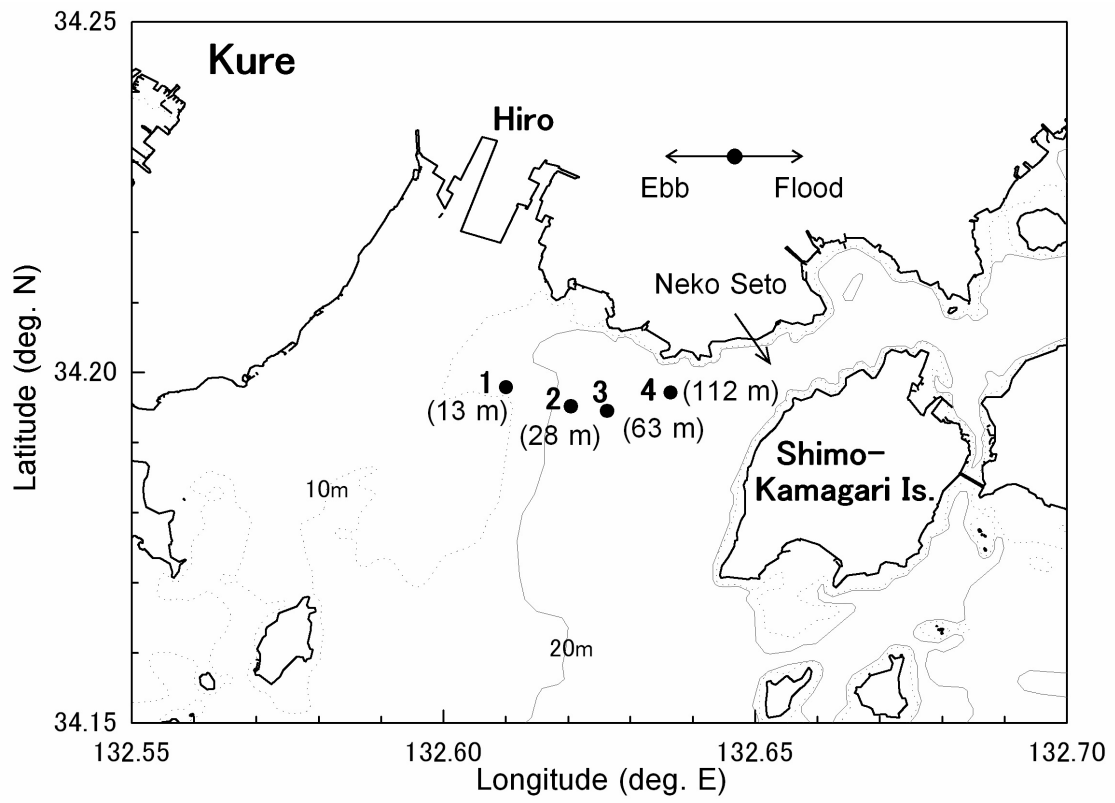 34.25
Kure
Hiro
Ebb
Flood
Neko Seto
34.20
1
2
3
4
(112 m)
(13 m)
(28 m)
(63 m)
Shimo-
Kamagari Is.
10m
20m
34.15
132.55
132.60
132.65
132.70
Longitude (deg. E)
Latitude (deg. N)